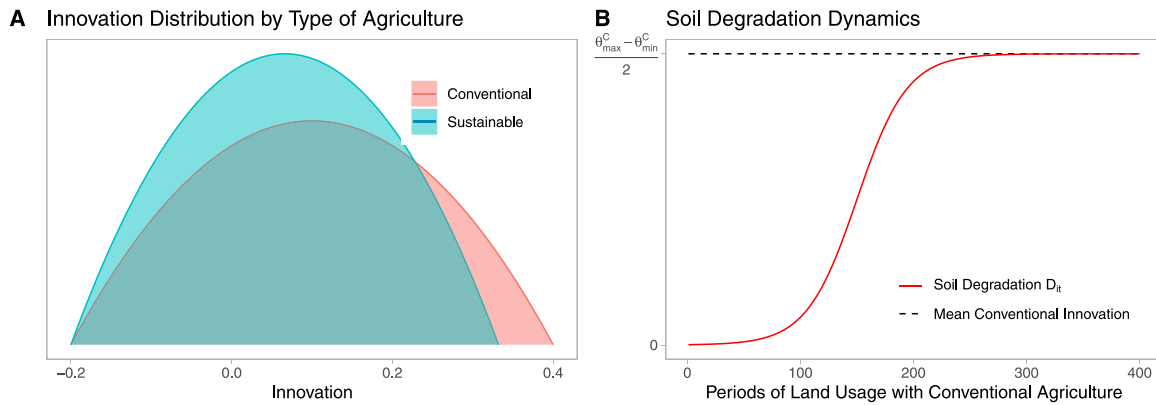 A Innovation Distribution by Type of Agriculture
Conventional
Sustainable
−0.2 0.0 0.2 0.4
Innovation
B Soil Degradation Dynamics
θ^C_max − θ^C_min
2
0
Soil Degradation D_it
Mean Conventional Innovation
0 100 200 300 400
Periods of Land Usage with Conventional Agriculture